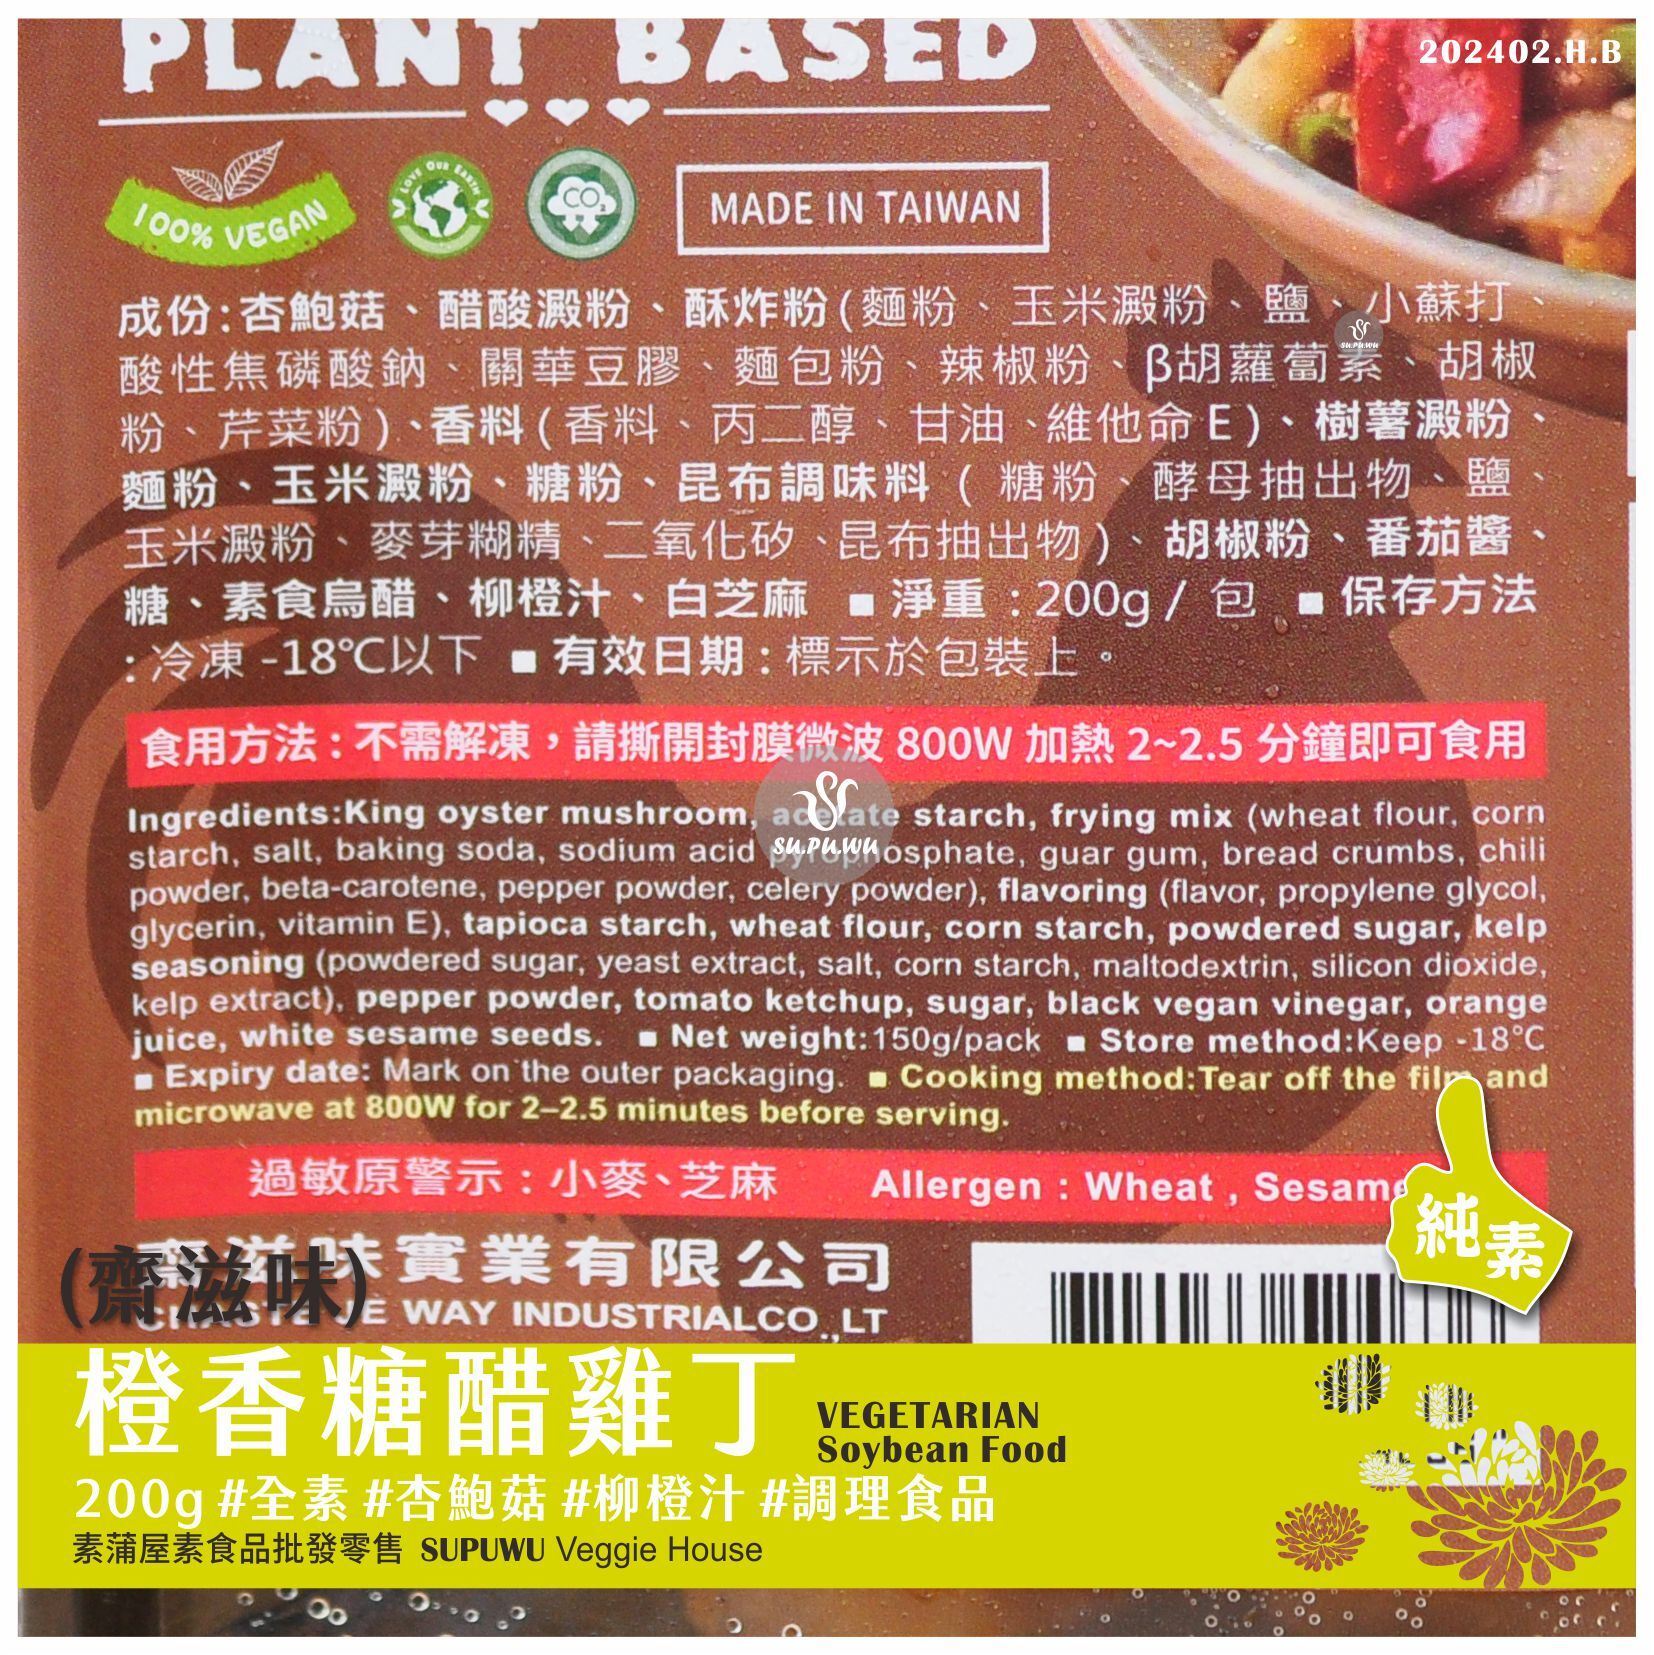 PLANT BASED
202402.H.B
100% VEGAN
LOVE OUR EARTH
CO2
MADE IN TAIWAN
成份:杏鮑菇、醋酸澱粉、酥炸粉(麵粉、玉米澱粉、鹽、小蘇打、
酸性焦磷酸鈉、關華豆膠、麵包粉、辣椒粉、β胡蘿蔔素、胡椒
粉、芹菜粉)、香料(香料、丙二醇、甘油、維他命E)、樹薯澱粉、
麵粉、玉米澱粉、糖粉、昆布調味料(糖粉、酵母抽出物、鹽、
玉米澱粉、麥芽糊精、二氧化矽、昆布抽出物)、胡椒粉、番茄醬、
糖、素食烏醋、柳橙汁、白芝麻 ■淨重:200g/包 ■保存方法
:冷凍-18℃以下 ■有效日期:標示於包裝上。
食用方法:不需解凍,請撕開封膜微波800W加熱2~2.5分鐘即可食用
su.pu.wu
su.pu.wu
Ingredients:King oyster mushroom, acetate starch, frying mix (wheat flour, corn
starch, salt, baking soda, sodium acid pyrophosphate, guar gum, bread crumbs, chili
powder, beta-carotene, pepper powder, celery powder), flavoring (flavor, propylene glycol,
glycerin, vitamin E), tapioca starch, wheat flour, corn starch, powdered sugar, kelp
seasoning (powdered sugar, yeast extract, salt, corn starch, maltodextrin, silicon dioxide,
kelp extract), pepper powder, tomato ketchup, sugar, black vegan vinegar, orange
juice, white sesame seeds. ■ Net weight:150g/pack ■ Store method:Keep -18℃
■ Expiry date: Mark on the outer packaging. ■ Cooking method:Tear off the film and
microwave at 800W for 2–2.5 minutes before serving.
過敏原警示:小麥、芝麻 Allergen : Wheat , Sesame
純素
齋滋味實業有限公司
WAY INDUSTRIALCO.,LT
(齋滋味)
橙香糖醋雞丁
VEGETARIAN
Soybean Food
200g #全素 #杏鮑菇 #柳橙汁 #調理食品
素蒲屋素食品批發零售 SUPUWU Veggie House